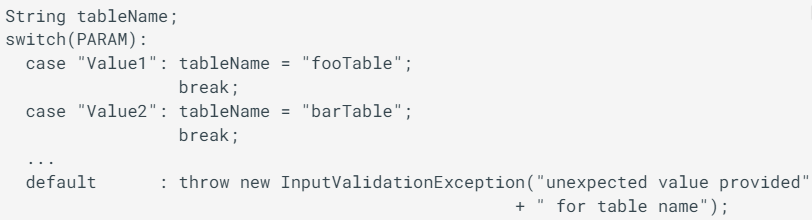 String tableName;
switch(PARAM):
  case "Value1": tableName = "fooTable";
                 break;
  case "Value2": tableName = "barTable";
                 break;
  ...
  default      : throw new InputValidationException("unexpected value provided"
                                                  + " for table name");